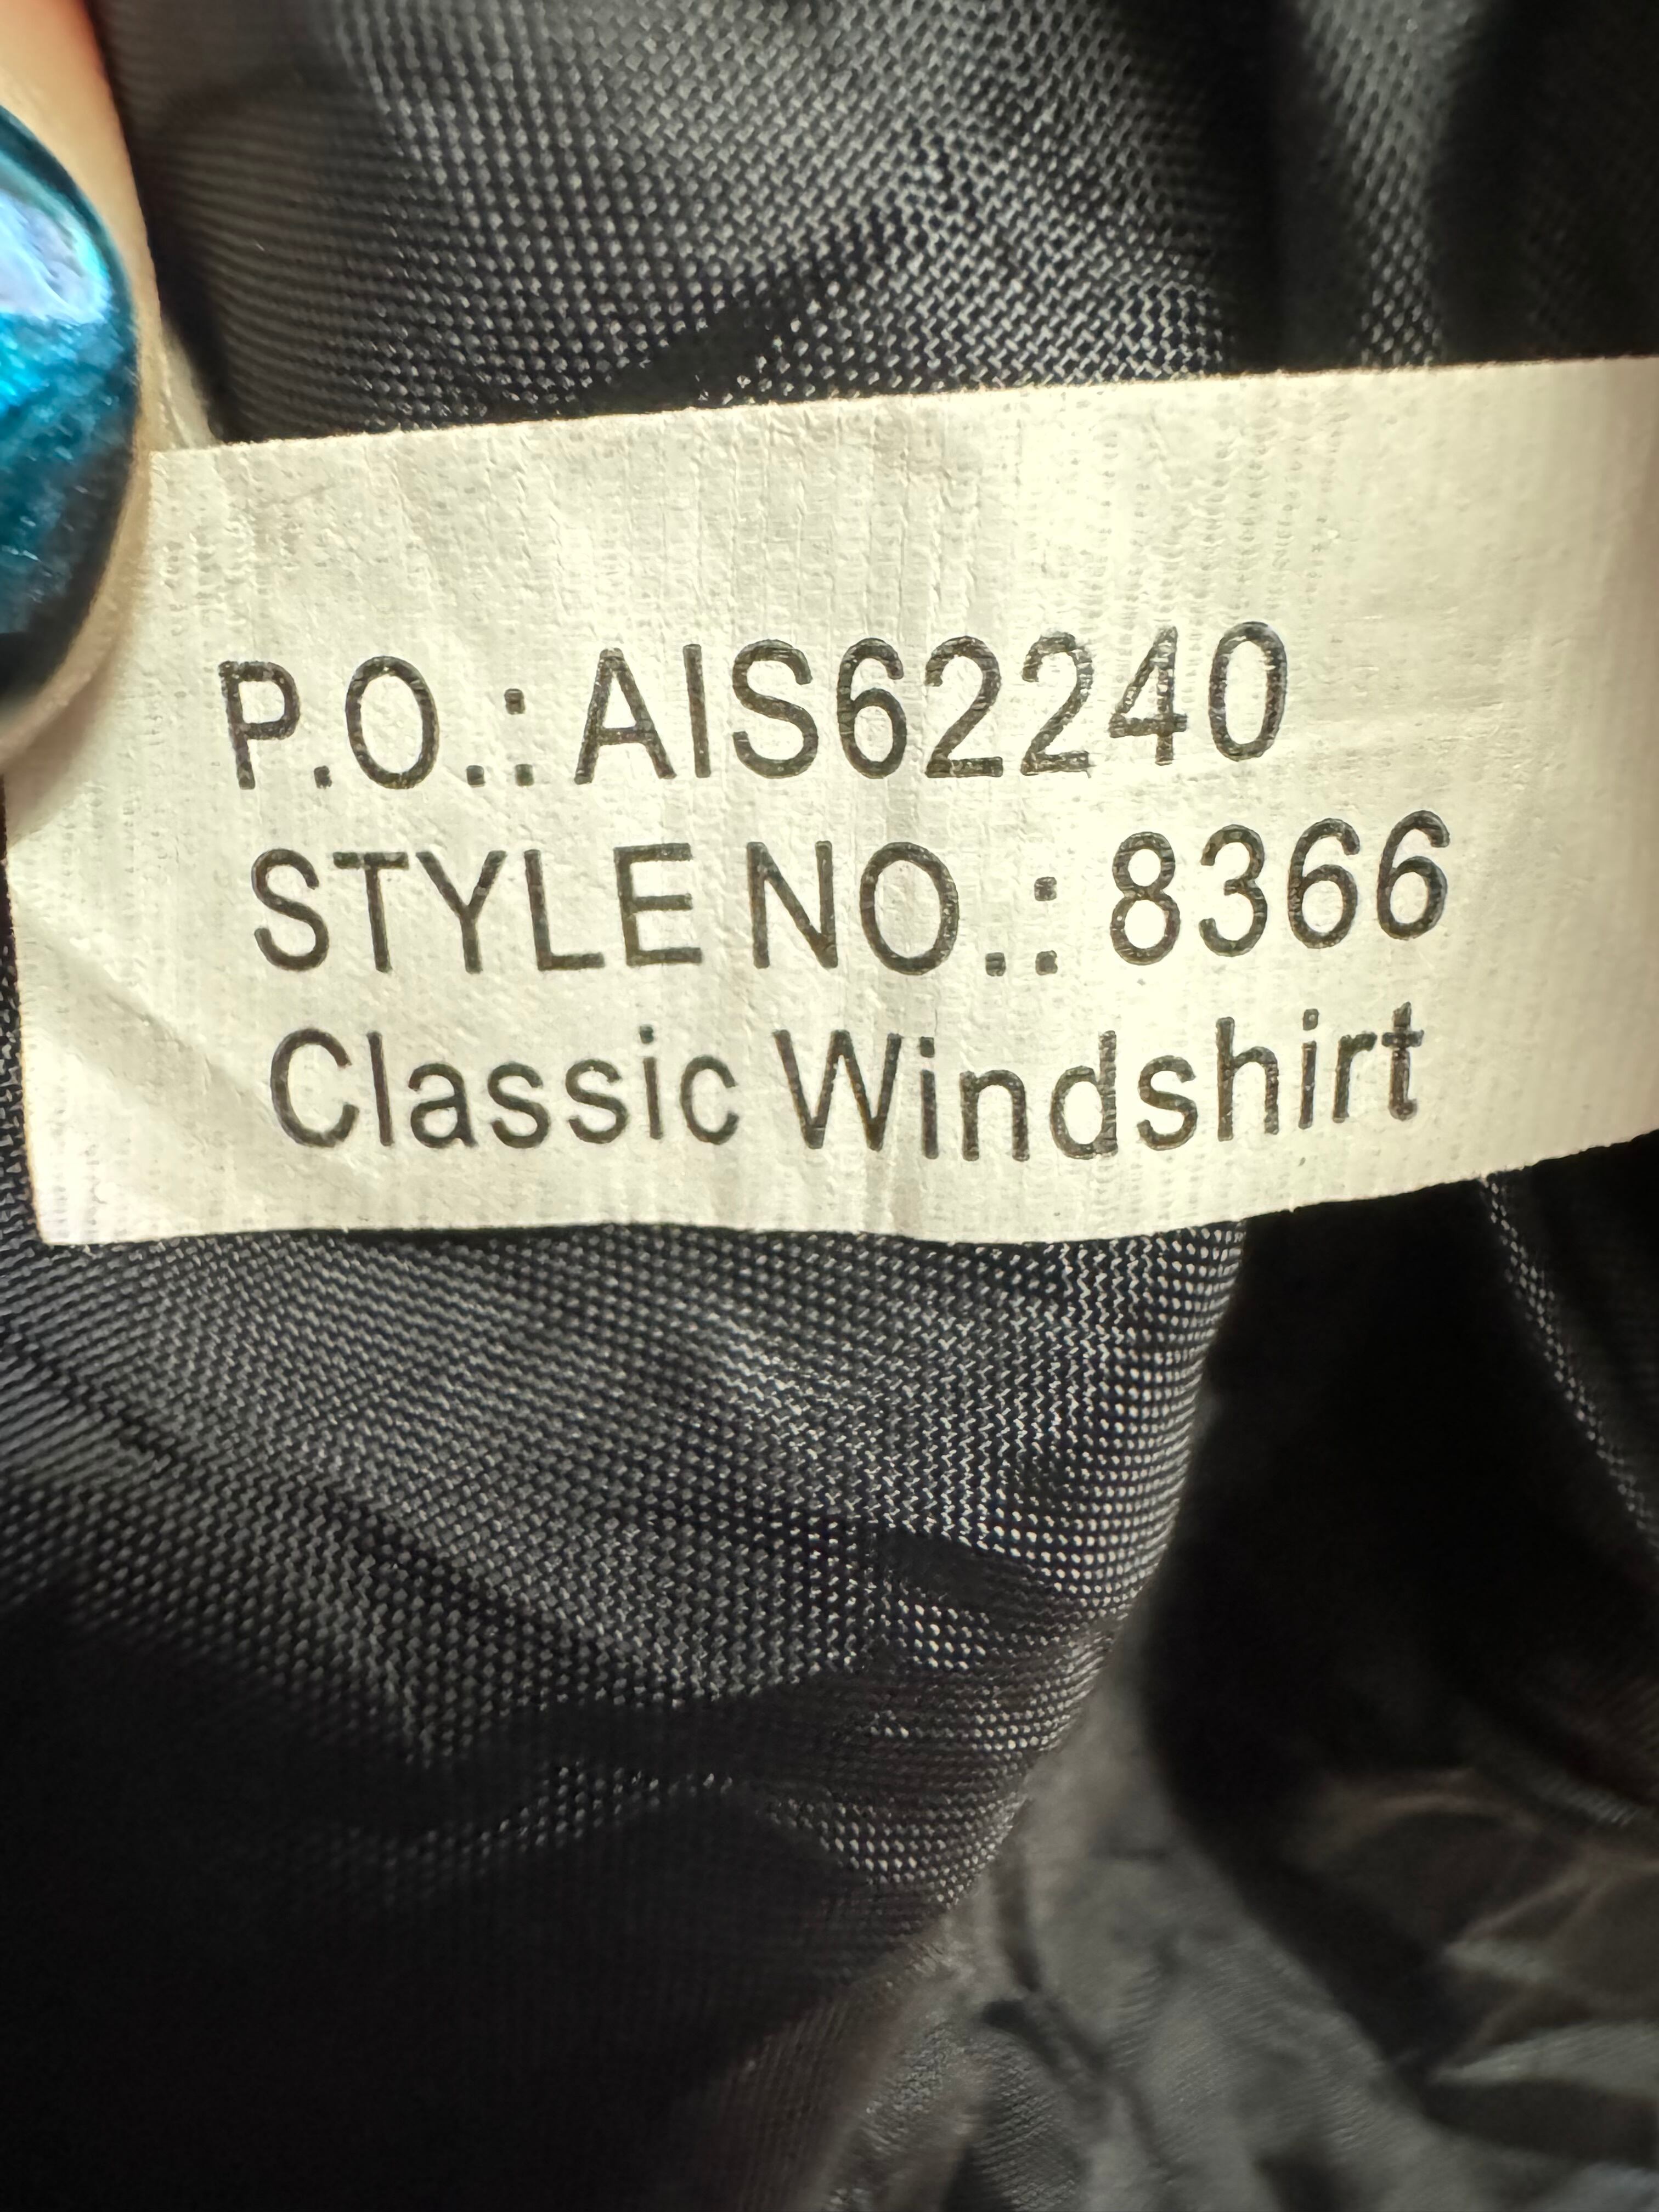 P.O.: AIS62240
STYLE NO.: 8366
Classic Windshirt